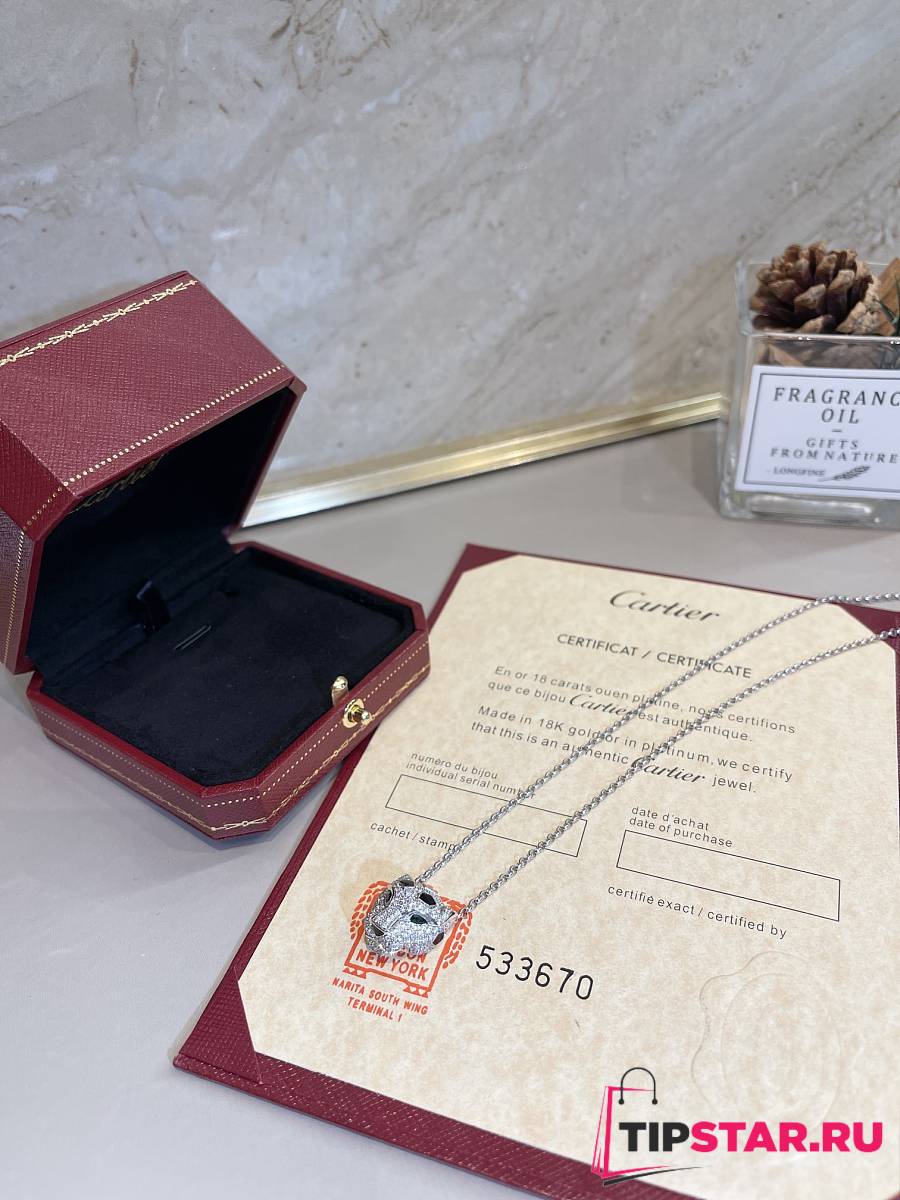 Cartier
FRAGRANC
OIL
GIFTS
FROM NATURE
LONGFINE
Cartier
CERTIFICAT / CERTIFICATE
En or 18 carats ouen platine, nous certifions
que ce bijou Cartier est authentique.
Made in 18K gold or in platinum, we certify
that this is an authentic Cartier jewel.
numéro du bijou
individual serial number
date d'achat
date of purchase
cachet / stamp
certifié exact / certified by
NEW YORK
NARITA SOUTH WING
TERMINAL 1
533670
TIPSTAR.RU